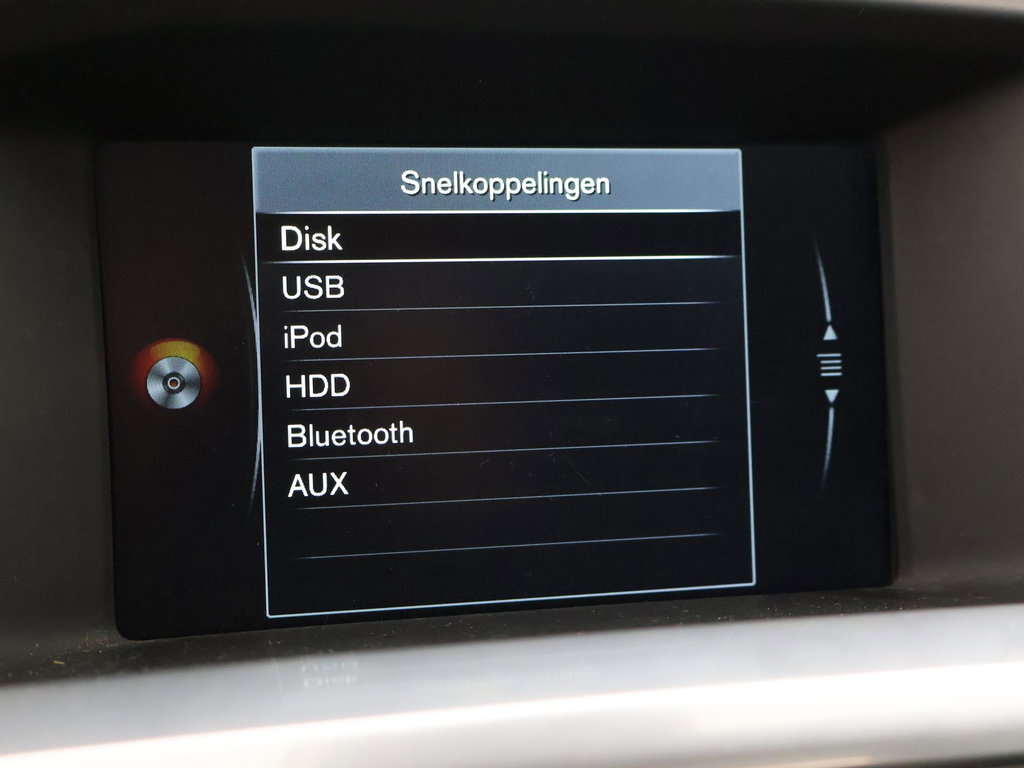 Snelkoppelingen
Disk
USB
iPod
HDD
Bluetooth
AUX